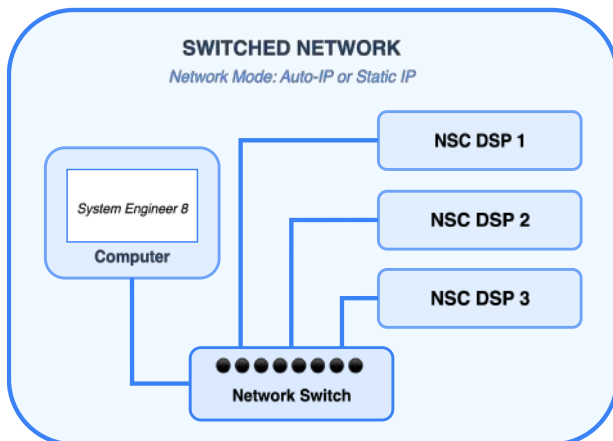 SWITCHED NETWORK
Network Mode: Auto-IP or Static IP
NSC DSP 1
System Engineer 8
Computer
NSC DSP 2
NSC DSP 3
Network Switch